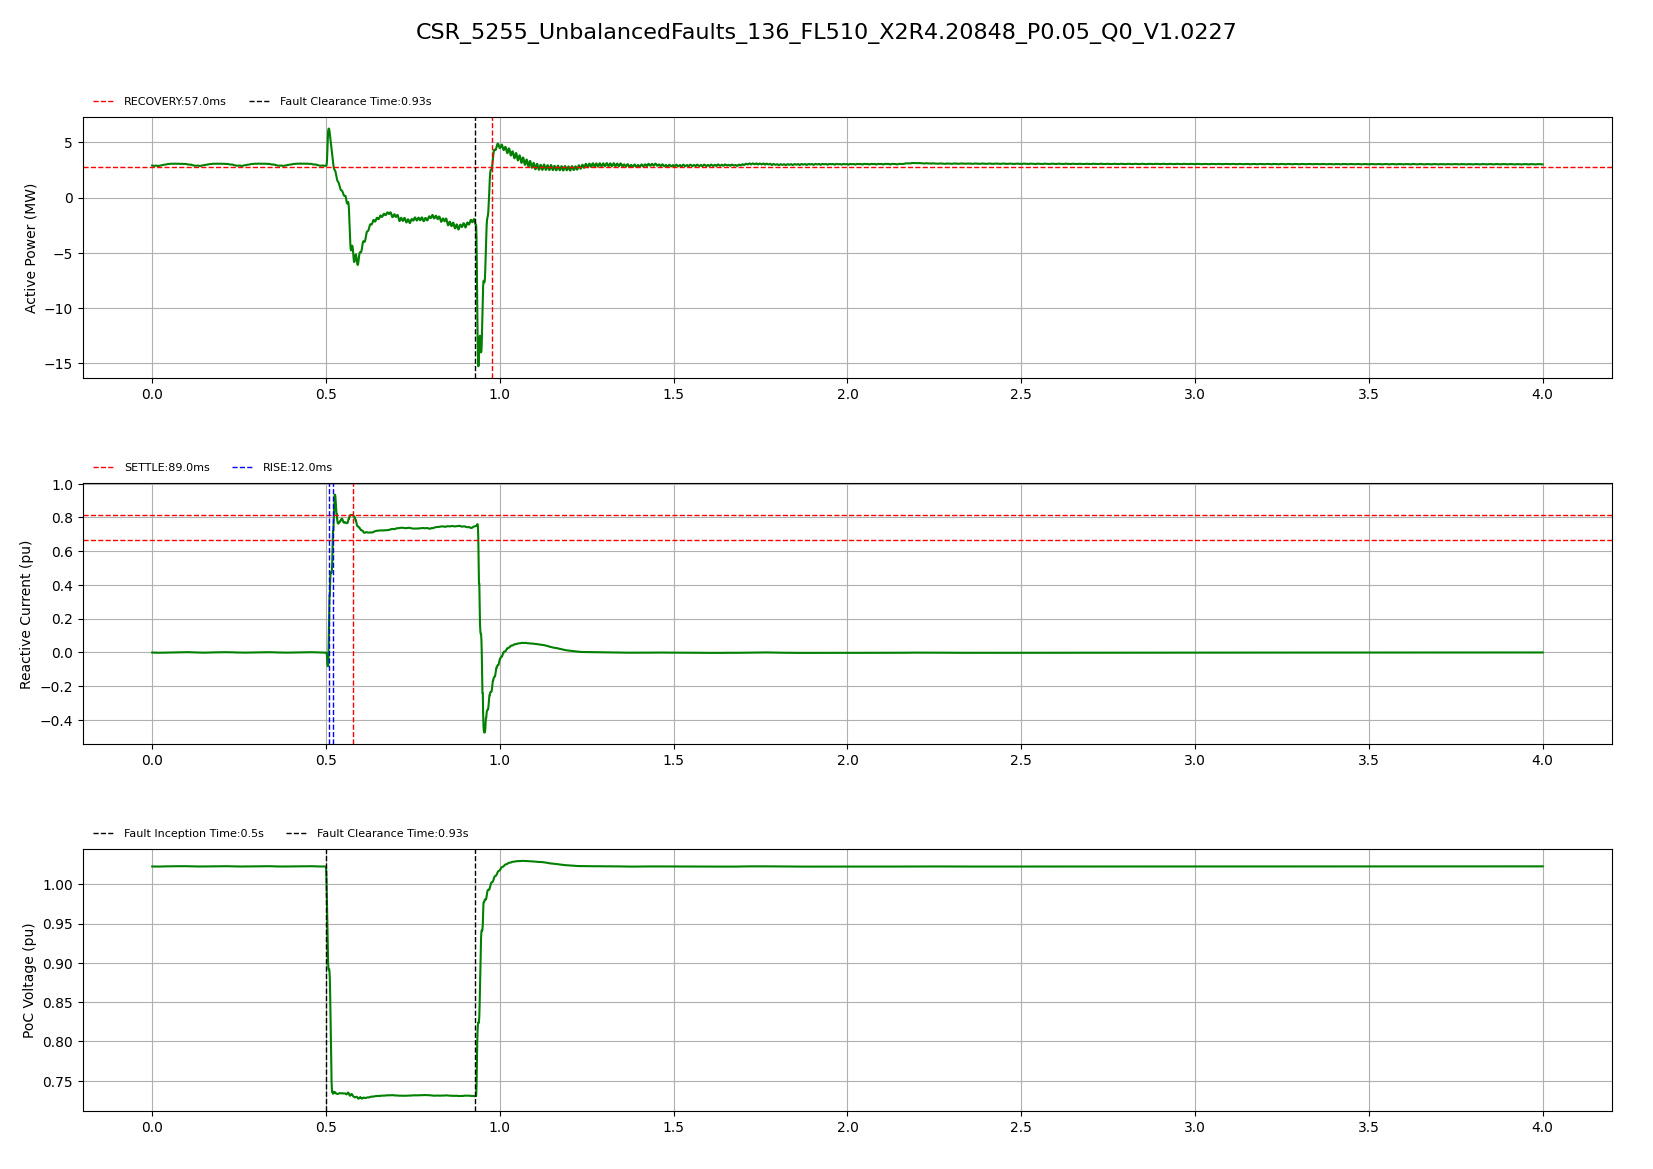 CSR_5255_UnbalancedFaults_136_FL510_X2R4.20848_P0.05_Q0_V1.0227
RECOVERY:57.0ms Fault Clearance Time:0.93s
Active Power (MW)
5
0
−5
−10
−15
0.0 0.5 1.0 1.5 2.0 2.5 3.0 3.5 4.0
SETTLE:89.0ms RISE:12.0ms
Reactive Current (pu)
1.0
0.8
0.6
0.4
0.2
0.0
−0.2
−0.4
0.0 0.5 1.0 1.5 2.0 2.5 3.0 3.5 4.0
Fault Inception Time:0.5s Fault Clearance Time:0.93s
PoC Voltage (pu)
1.00
0.95
0.90
0.85
0.80
0.75
0.0 0.5 1.0 1.5 2.0 2.5 3.0 3.5 4.0